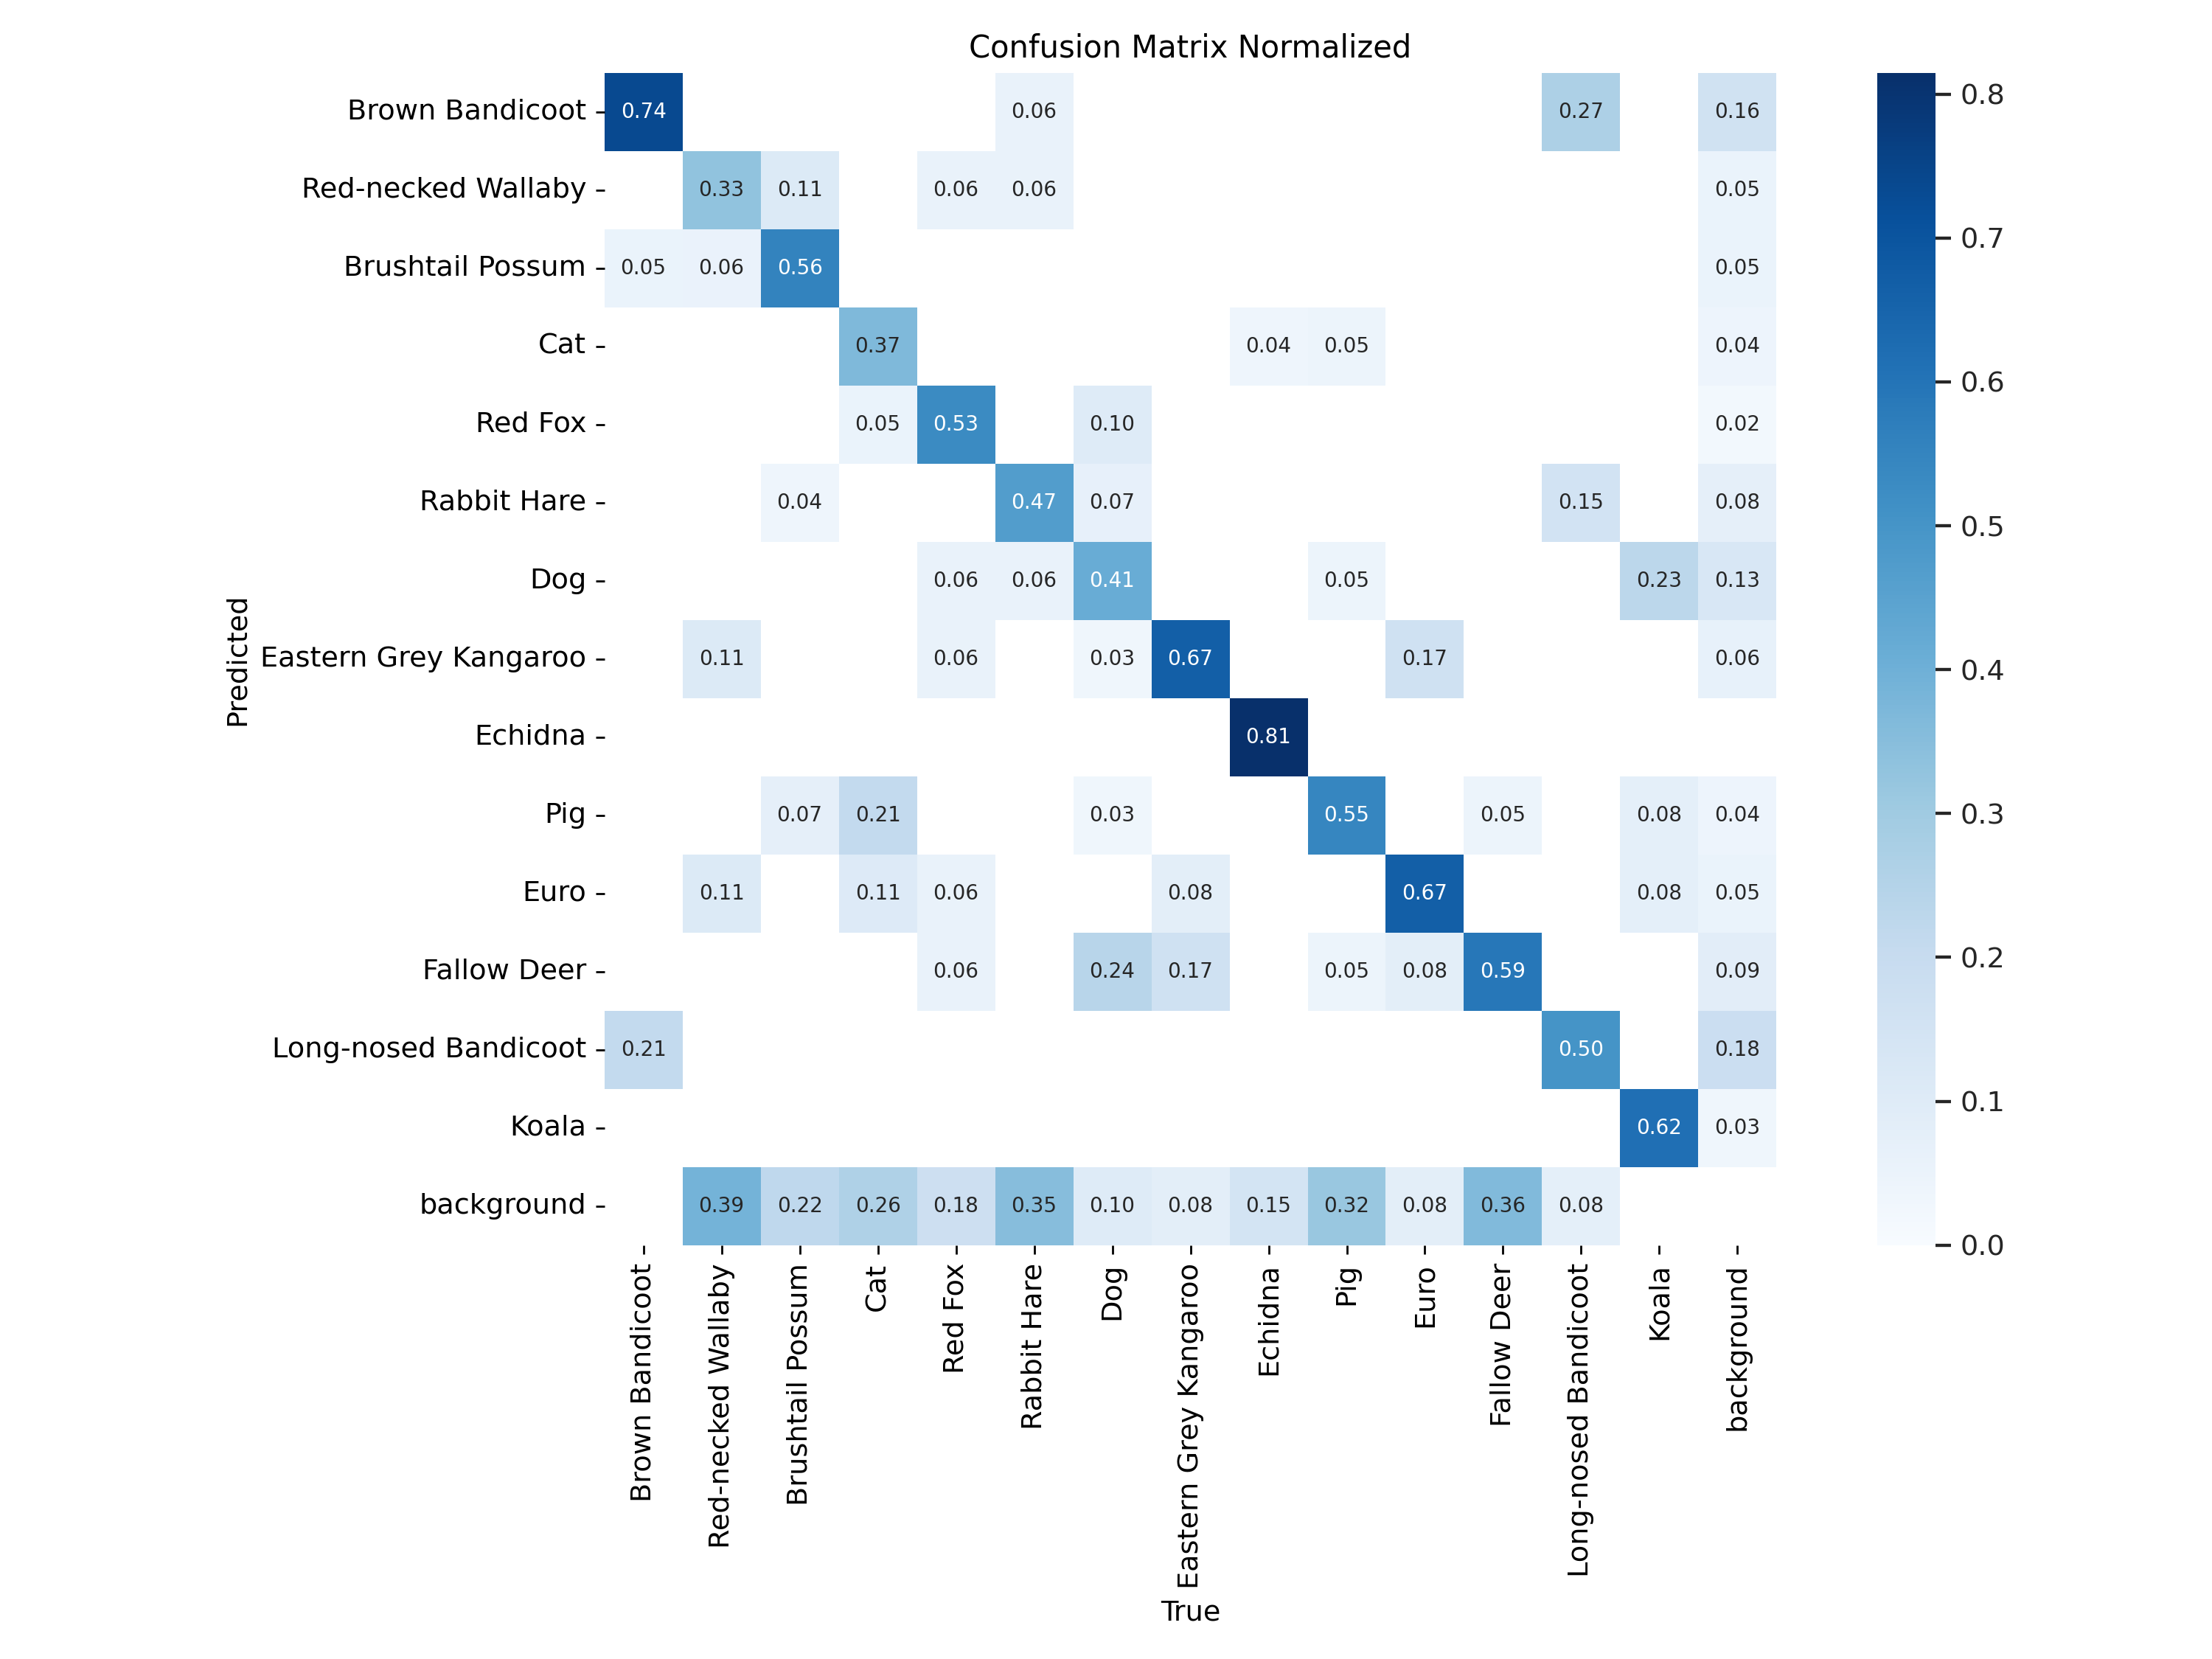 Confusion Matrix Normalized
Brown Bandicoot 0.74 0.06 0.27 0.16 0.8
Red-necked Wallaby 0.33 0.11 0.06 0.06 0.05
0.7
Brushtail Possum 0.05 0.06 0.56 0.05
Cat 0.37 0.04 0.05 0.04
0.6
Red Fox 0.05 0.53 0.10 0.02
Rabbit Hare 0.04 0.47 0.07 0.15 0.08
0.5
Dog 0.06 0.06 0.41 0.05 0.23 0.13
Predicted
Eastern Grey Kangaroo 0.11 0.06 0.03 0.67 0.17 0.06
0.4
Echidna 0.81
Pig 0.07 0.21 0.03 0.55 0.05 0.08 0.04
0.3
Euro 0.11 0.11 0.06 0.08 0.67 0.08 0.05
Fallow Deer 0.06 0.24 0.17 0.05 0.08 0.59 0.09
0.2
Long-nosed Bandicoot 0.21 0.50 0.18
0.1
Koala 0.62 0.03
background 0.39 0.22 0.26 0.18 0.35 0.10 0.08 0.15 0.32 0.08 0.36 0.08
0.0
Brown Bandicoot
Red-necked Wallaby
Brushtail Possum
Cat
Red Fox
Rabbit Hare
Dog
Eastern Grey Kangaroo
Echidna
Pig
Euro
Fallow Deer
Long-nosed Bandicoot
Koala
background
True